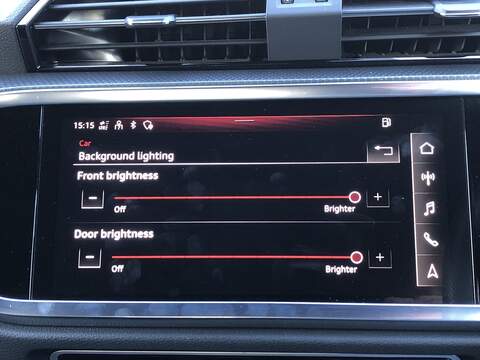 15:15
Car
Background lighting
Front brightness
Off Brighter
Door brightness
Off Brighter